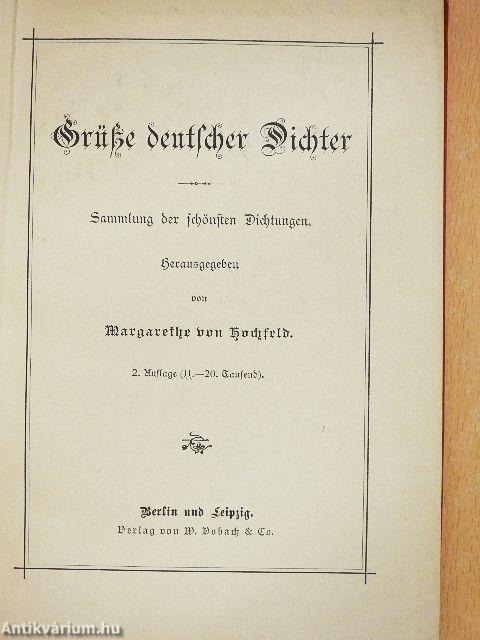 Grüße deutscher Dichter
Sammlung der schönsten Dichtungen.
Herausgegeben
von
Margarethe von Hochfeld.
2. Auflage (11.—20. Tausend).
Berlin und Leipzig.
Verlag von W. Vobach & Co.
Antikvárium.hu